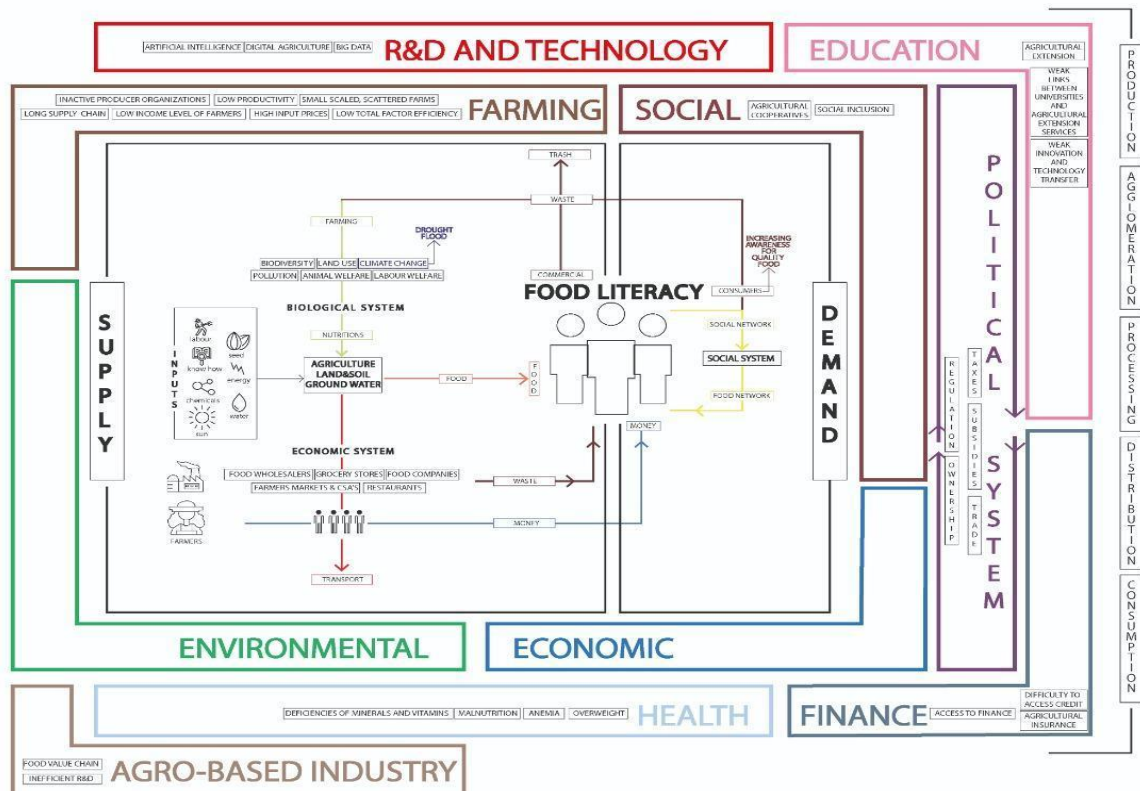 ARTIFICIAL INTELLIGENCE
DIGITAL AGRICULTURE
BIG DATA
R&D AND TECHNOLOGY
EDUCATION
AGRICULTURAL
EXTENSION
WEAK
LINKS
BETWEEN
UNIVERSITIES
AND
AGRICULTURAL
EXTENSION
SERVICES
WEAK
INNOVATION
AND
TECHNOLOGY
TRANSFER
INACTIVE PRODUCER ORGANIZATIONS
LOW PRODUCTIVITY
SMALL SCALED, SCATTERED FARMS
LONG SUPPLY CHAIN
LOW INCOME LEVEL OF FARMERS
HIGH INPUT PRICES
LOW TOTAL FACTOR EFFICIENCY
FARMING
SOCIAL
AGRICULTURAL
COOPERATIVES
SOCIAL INCLUSION
TRASH
WASTE
FARMING
DROUGHT
FLOOD
BIODIVERSITY
LAND USE
CLIMATE CHANGE
POLLUTION
ANIMAL WELFARE
LABOUR WELFARE
COMMERCIAL
INCREASING
AWARENESS
FOR
QUALITY
FOOD
CONSUMERS
FOOD LITERACY
BIOLOGICAL SYSTEM
SUPPLY
INPUTS
labour
seed
know how
energy
chemicals
water
sun
NUTRITIONS
AGRICULTURE
LAND&SOIL
GROUND WATER
FOOD
FOOD
SOCIAL NETWORK
SOCIAL SYSTEM
FOOD NETWORK
DEMAND
MONEY
ECONOMIC SYSTEM
FOOD WHOLESALERS
GROCERY STORES
FOOD COMPANIES
FARMERS MARKETS & CSA'S
RESTAURANTS
WASTE
MONEY
FARMERS
TRANSPORT
POLITICAL SYSTEM
REGULATION
OWNERSHIP
TAXES
SUBSIDIES
TRADE
PRODUCTION
AGGIOMERATION
PROCESSING
DISTRIBUTION
CONSUMPTION
ENVIRONMENTAL
ECONOMIC
DEFICIENCIES OF MINERALS AND VITAMINS
MALNUTRITION
ANEMIA
OVERWEIGHT
HEALTH
FINANCE
ACCESS TO FINANCE
DIFFICULTY TO
ACCESS CREDIT
AGRICULTURAL
INSURANCE
FOOD VALUE CHAIN
INEFICIENT R&D
AGRO-BASED INDUSTRY